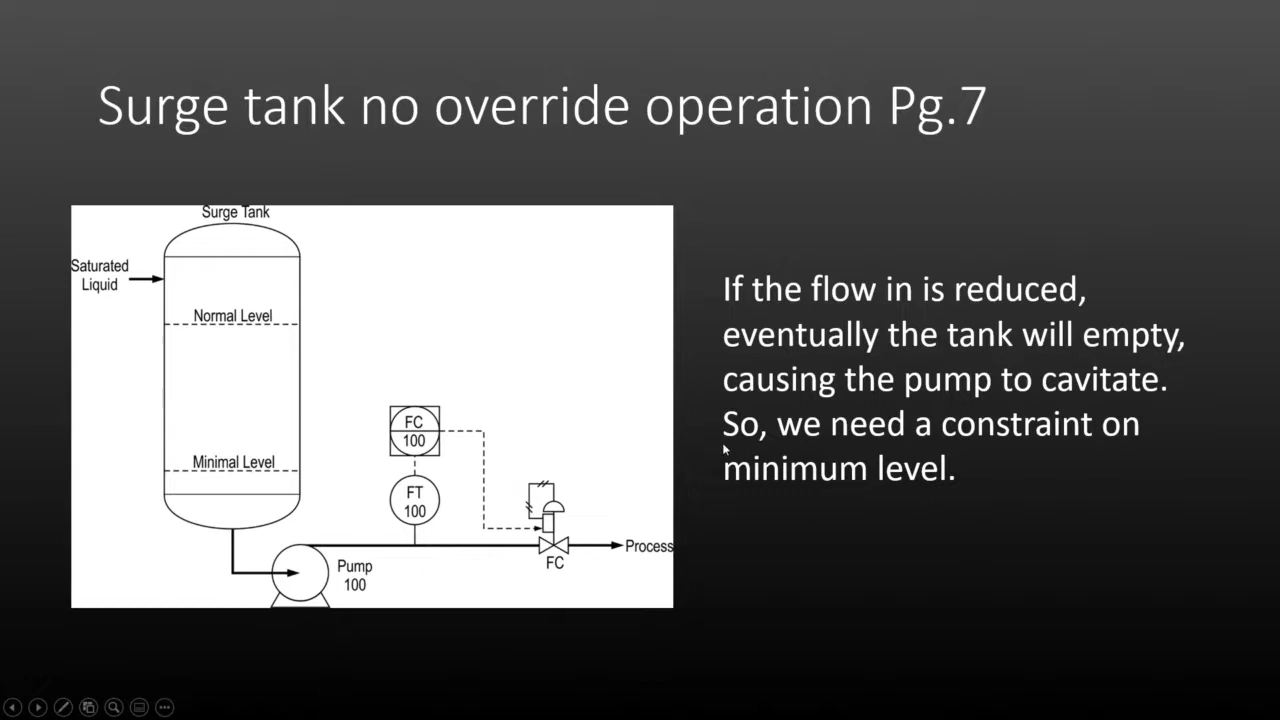 Surge tank no override operation Pg.7
Surge Tank
Saturated
Liquid
Normal Level
Minimal Level
FC
100
FT
100
Pump
100
FC
Process
If the flow in is reduced,
eventually the tank will empty,
causing the pump to cavitate.
So, we need a constraint on
minimum level.